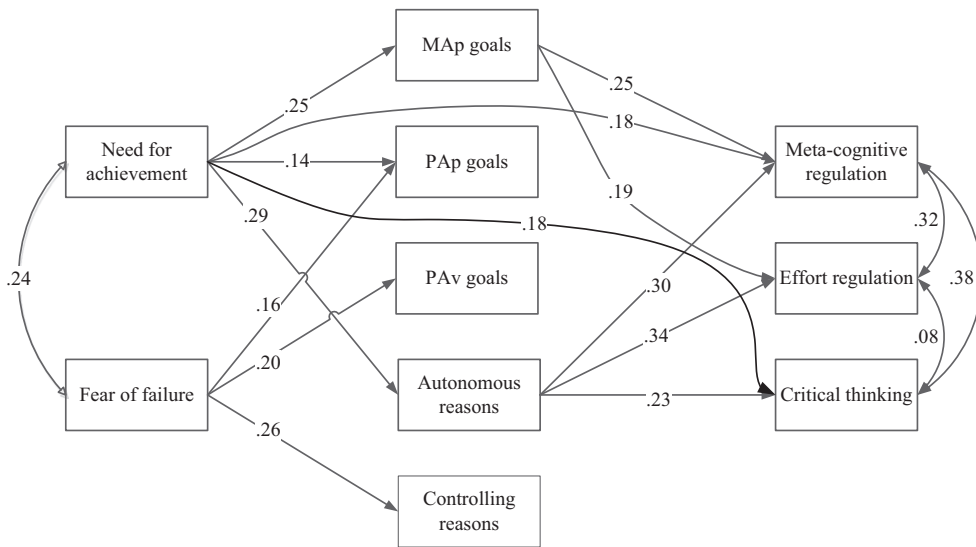 MAp goals
.25
.25
.18
Need for
achievement
.14
PAp goals
Meta-cognitive
regulation
.19
.29
.18
.32
.24
PAv goals
.30
Effort regulation
.38
.16
.34
.08
.20
Fear of failure
Autonomous
reasons
.23
Critical thinking
.26
Controlling
reasons